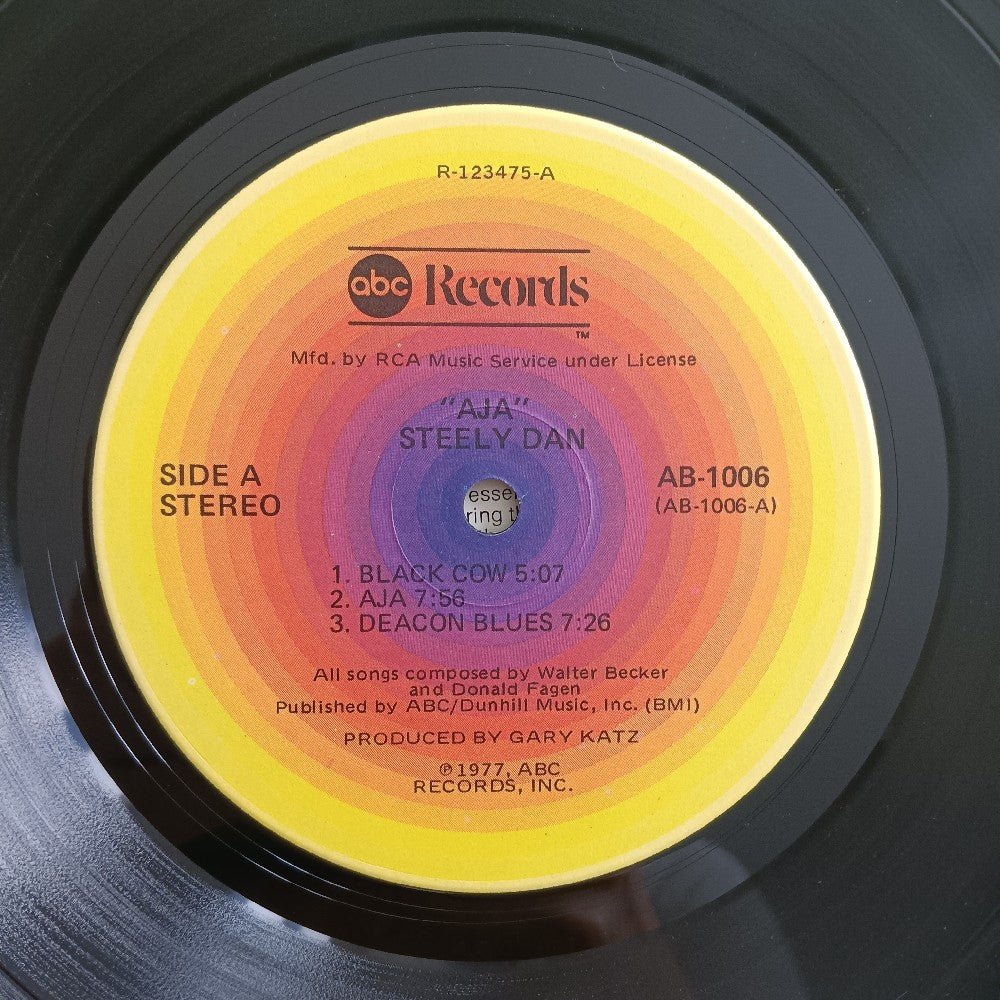 R-123475-A
abc Records
TM
Mfd. by RCA Music Service under License
"AJA"
STEELY DAN
SIDE A
STEREO
AB-1006
(AB-1006-A)
esse
ring t
1. BLACK COW 5:07
2. AJA 7:56
3. DEACON BLUES 7:26
All songs composed by Walter Becker
and Donald Fagen
Published by ABC/Dunhill Music, Inc. (BMI)
PRODUCED BY GARY KATZ
℗1977, ABC
RECORDS, INC.